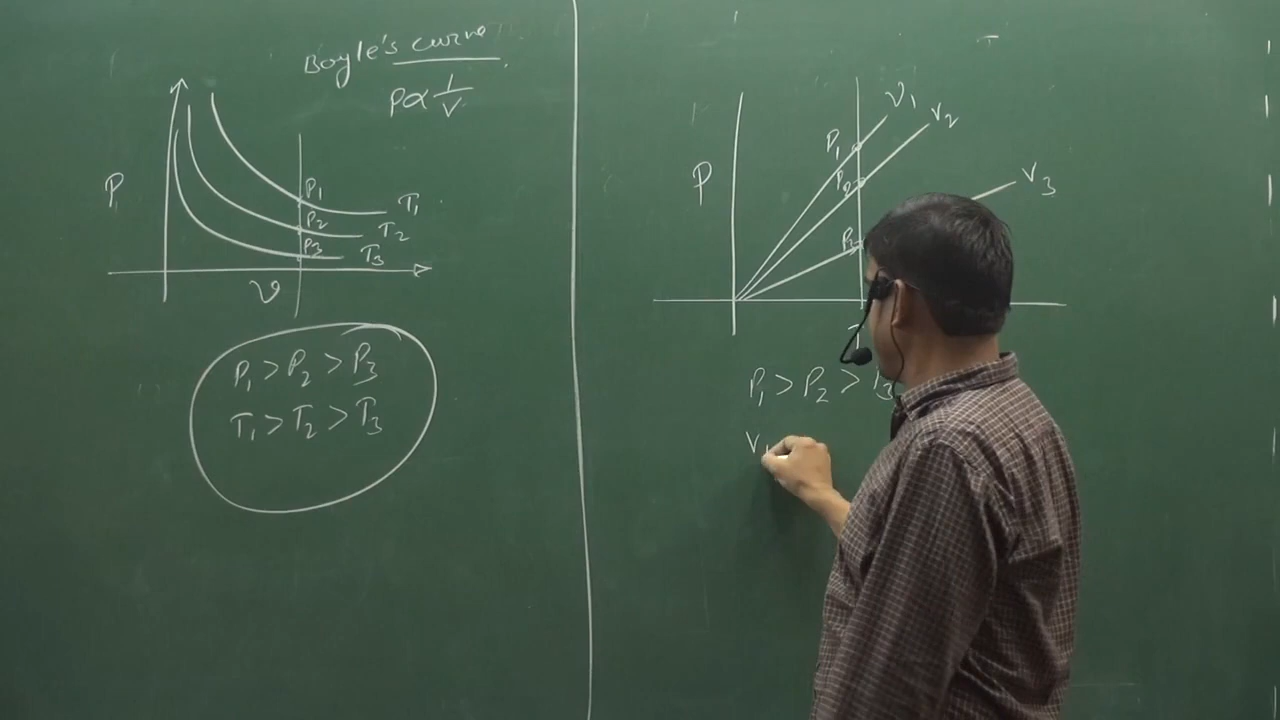 Boyle's curve
P∝ 1/V
P
P1
P2
P3
T1
T2
T3
v
P1 > P2 > P3
T1 > T2 > T3
P
P1
P2
V1
V2
V3
P1 > P2 >
V1